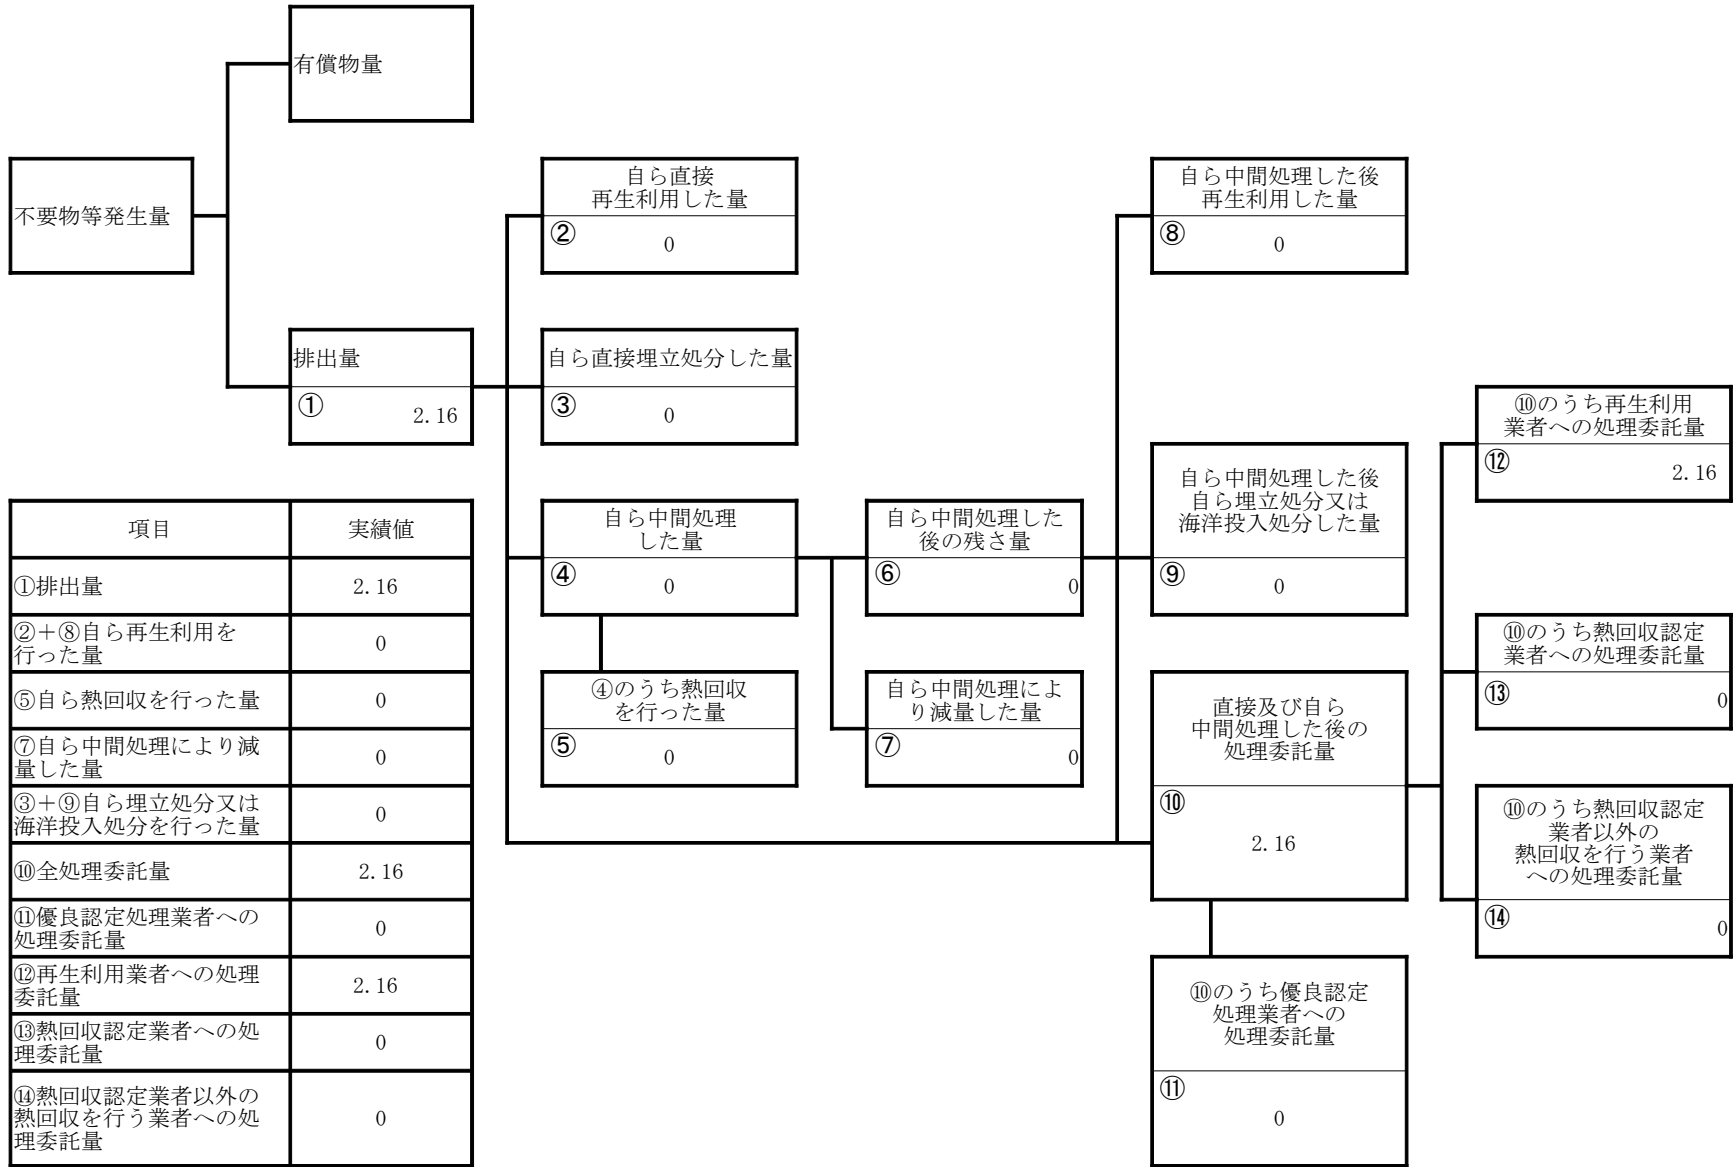 有償物量
不要物等発生量
自ら直接
再生利用した量
②
0
自ら中間処理した後
再生利用した量
⑧
0
排出量
①
2.16
自ら直接埋立処分した量
③
0
⑩のうち再生利用
業者への処理委託量
⑫
2.16
自ら中間処理
した量
④
0
自ら中間処理した
後の残さ量
⑥
0
自ら中間処理した後
自ら埋立処分又は
海洋投入処分した量
⑨
0
⑩のうち熱回収認定
業者への処理委託量
⑬
0
④のうち熱回収
を行った量
⑤
0
自ら中間処理によ
り減量した量
⑦
0
直接及び自ら
中間処理した後の
処理委託量
⑩
2.16
⑩のうち熱回収認定
業者以外の
熱回収を行う業者
への処理委託量
⑭
0
⑩のうち優良認定
処理業者への
処理委託量
⑪
0
項目 実績値
①排出量 2.16
②+⑧自ら再生利用を
行った量 0
⑤自ら熱回収を行った量 0
⑦自ら中間処理により減
量した量 0
③+⑨自ら埋立処分又は
海洋投入処分を行った量 0
⑩全処理委託量 2.16
⑪優良認定処理業者への
処理委託量 0
⑫再生利用業者への処理
委託量 2.16
⑬熱回収認定業者への処
理委託量 0
⑭熱回収認定業者以外の
熱回収を行う業者への処
理委託量 0